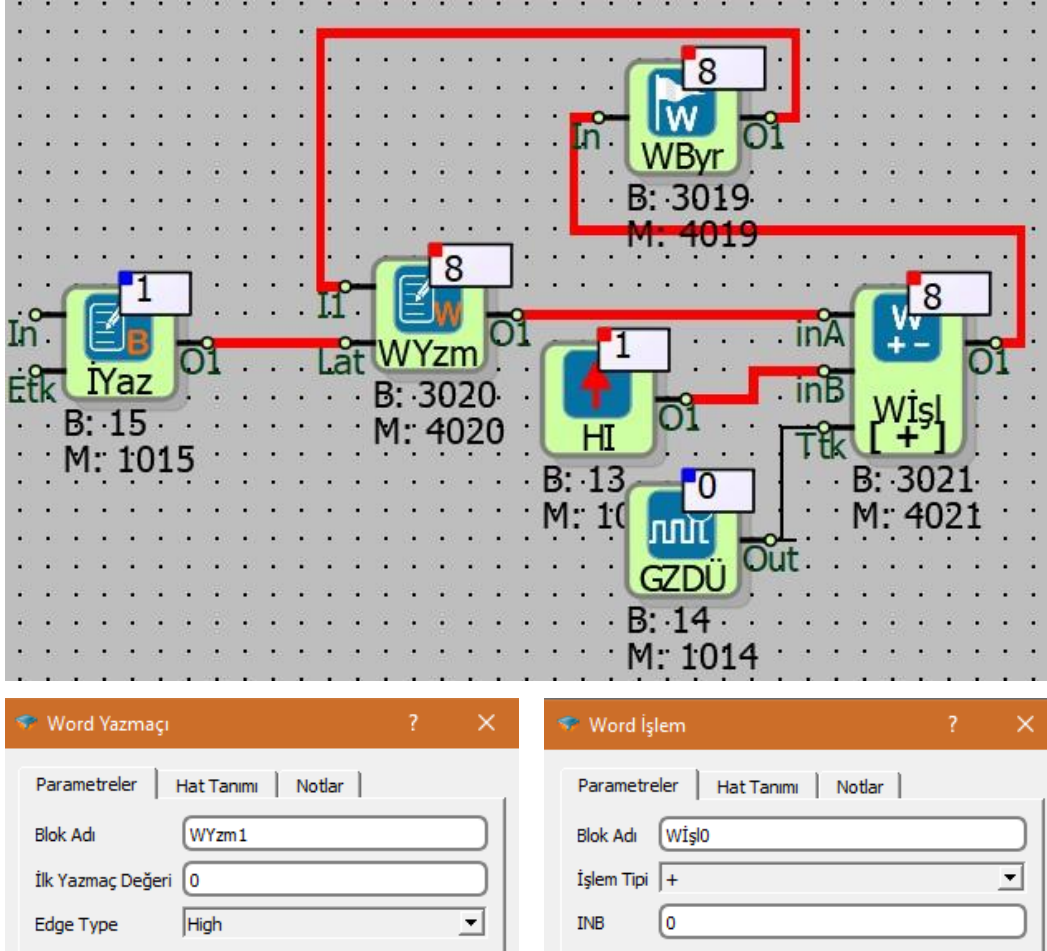 8
W
In
O1
WByr
B: 3019
M: 4019
1
B
In
O1
Etk
İYaz
B: 15
M: 1015
8
W
I1
O1
Lat
WYzm
B: 3020
M: 4020
1
O1
HI
B: 13
M: 10
0
Out
GZDÜ
B: 14
M: 1014
8
W
+ -
inA
inB
O1
Ttk
Wİşl
[ + ]
B: 3021
M: 4021
Word Yazmaçı ? ×
Parametreler Hat Tanımı Notlar
Blok Adı WYzm1
İlk Yazmaç Değeri 0
Edge Type High
Word İşlem ? ×
Parametreler Hat Tanımı Notlar
Blok Adı Wİşl0
İşlem Tipi +
INB 0